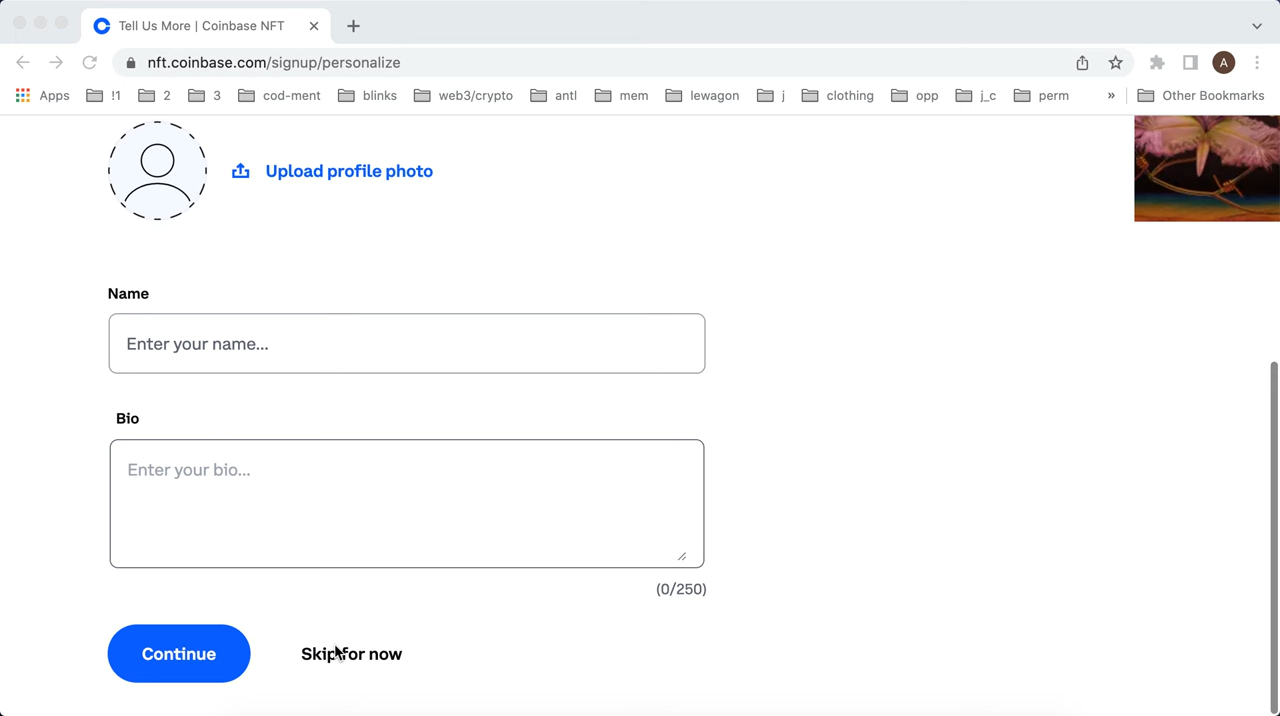 Tell Us More | Coinbase NFT
nft.coinbase.com/signup/personalize
A
Apps !1 2 3 cod-ment blinks web3/crypto antl mem lewagon j clothing opp j_c perm » Other Bookmarks
Upload profile photo
Name
Enter your name...
Bio
Enter your bio...
(0/250)
Continue Skip for now